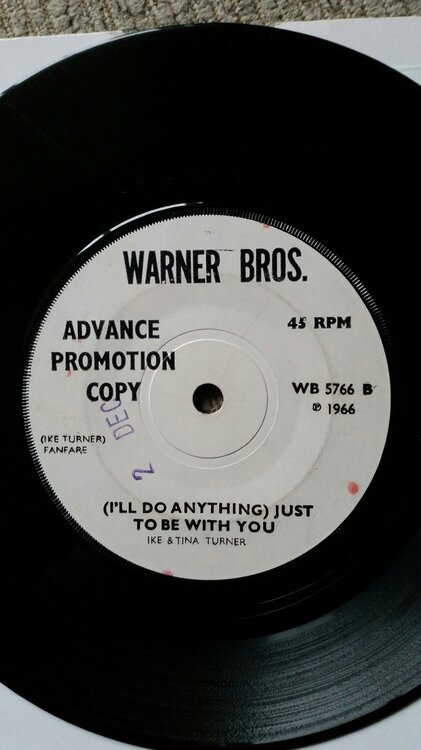 WARNER BROS.
ADVANCE
PROMOTION
COPY
45 RPM
WB 5766 B
℗ 1966
2 DEC
(IKE TURNER)
FANFARE
(I'LL DO ANYTHING) JUST
TO BE WITH YOU
IKE & TINA TURNER